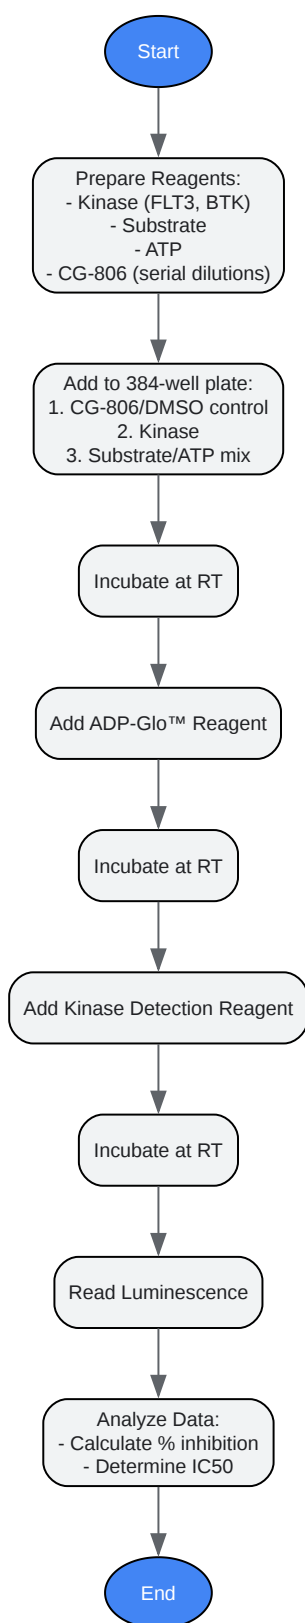 Start
Prepare Reagents:
- Kinase (FLT3, BTK)
- Substrate
- ATP
- CG-806 (serial dilutions)
Add to 384-well plate:
1. CG-806/DMSO control
2. Kinase
3. Substrate/ATP mix
Incubate at RT
Add ADP-Glo™ Reagent
Incubate at RT
Add Kinase Detection Reagent
Incubate at RT
Read Luminescence
Analyze Data:
- Calculate % inhibition
- Determine IC50
End